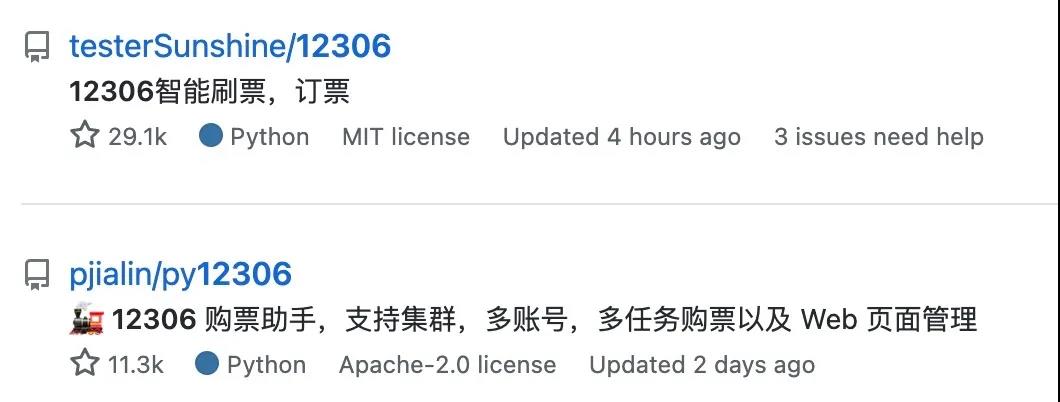 testerSunshine/12306
12306智能刷票，订票
29.1k Python MIT license Updated 4 hours ago 3 issues need help
pjialin/py12306
🚂 12306 购票助手，支持集群，多账号，多任务购票以及 Web 页面管理
11.3k Python Apache-2.0 license Updated 2 days ago